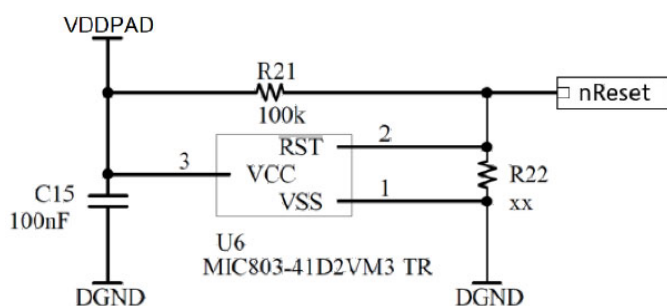 VDDPAD
R21
100k
nReset
RST
2
3
VCC
VSS
1
R22
xx
C15
100nF
U6
MIC803-41D2VM3 TR
DGND
DGND